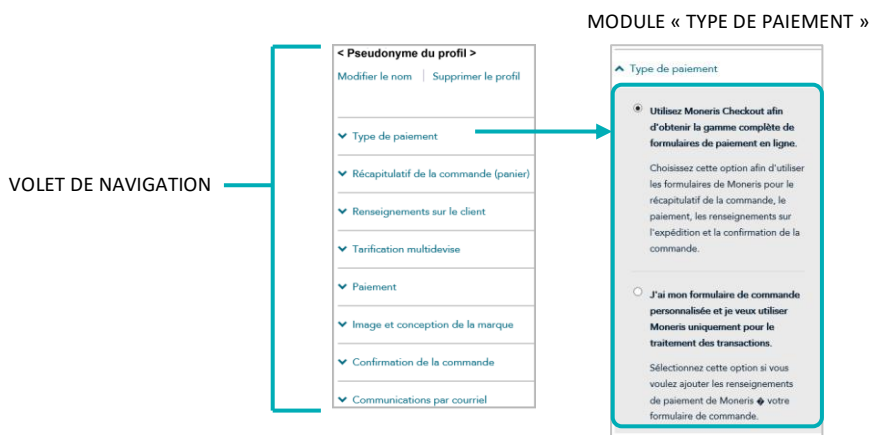 MODULE « TYPE DE PAIEMENT »
VOLET DE NAVIGATION
< Pseudonyme du profil >
Modifier le nom | Supprimer le profil
Type de paiement
Récapitulatif de la commande (panier)
Renseignements sur le client
Tarification multidevise
Paiement
Image et conception de la marque
Confirmation de la commande
Communications par courriel
Type de paiement
Utilisez Moneris Checkout afin
d'obtenir la gamme complète de
formulaires de paiement en ligne.
Choisissez cette option afin d'utiliser
les formulaires de Moneris pour le
récapitulatif de la commande, le
paiement, les renseignements sur
l'expédition et la confirmation de la
commande.
J'ai mon formulaire de commande
personnalisée et je veux utiliser
Moneris uniquement pour le
traitement des transactions.
Sélectionnez cette option si vous
voulez ajouter les renseignements
de paiement de Moneris � votre
formulaire de commande.